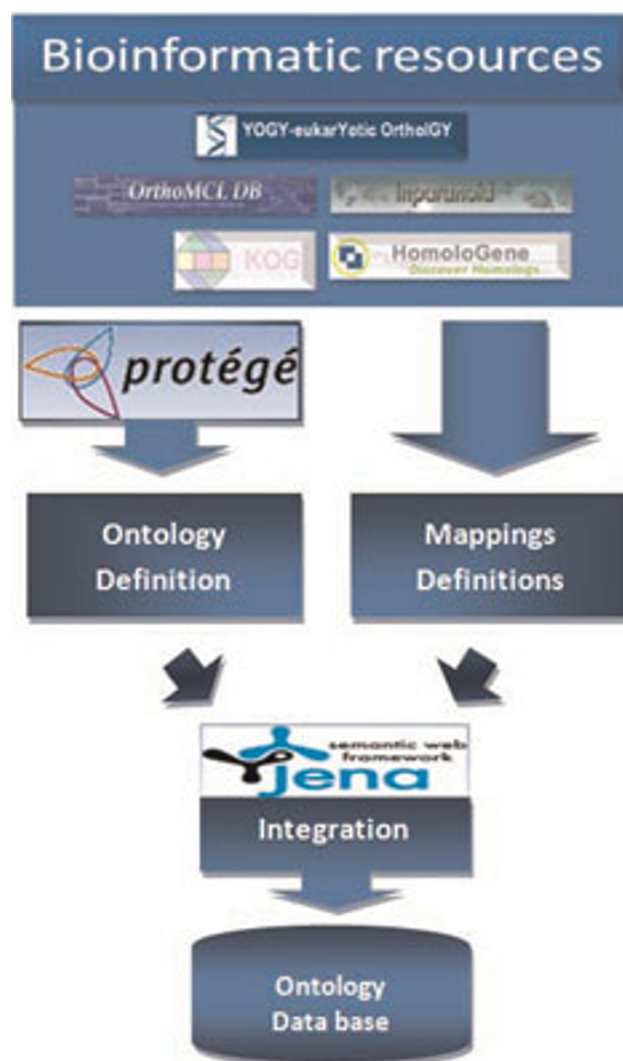 Bioinformatic resources
YOGY-eukarYotic OrtholGY
OrthoMCL DB
Inparanoid
KOG
HomoloGene
Discover Homologs
protégé
Ontology
Definition
Mappings
Definitions
semantic web
framework
jena
Integration
Ontology
Data base